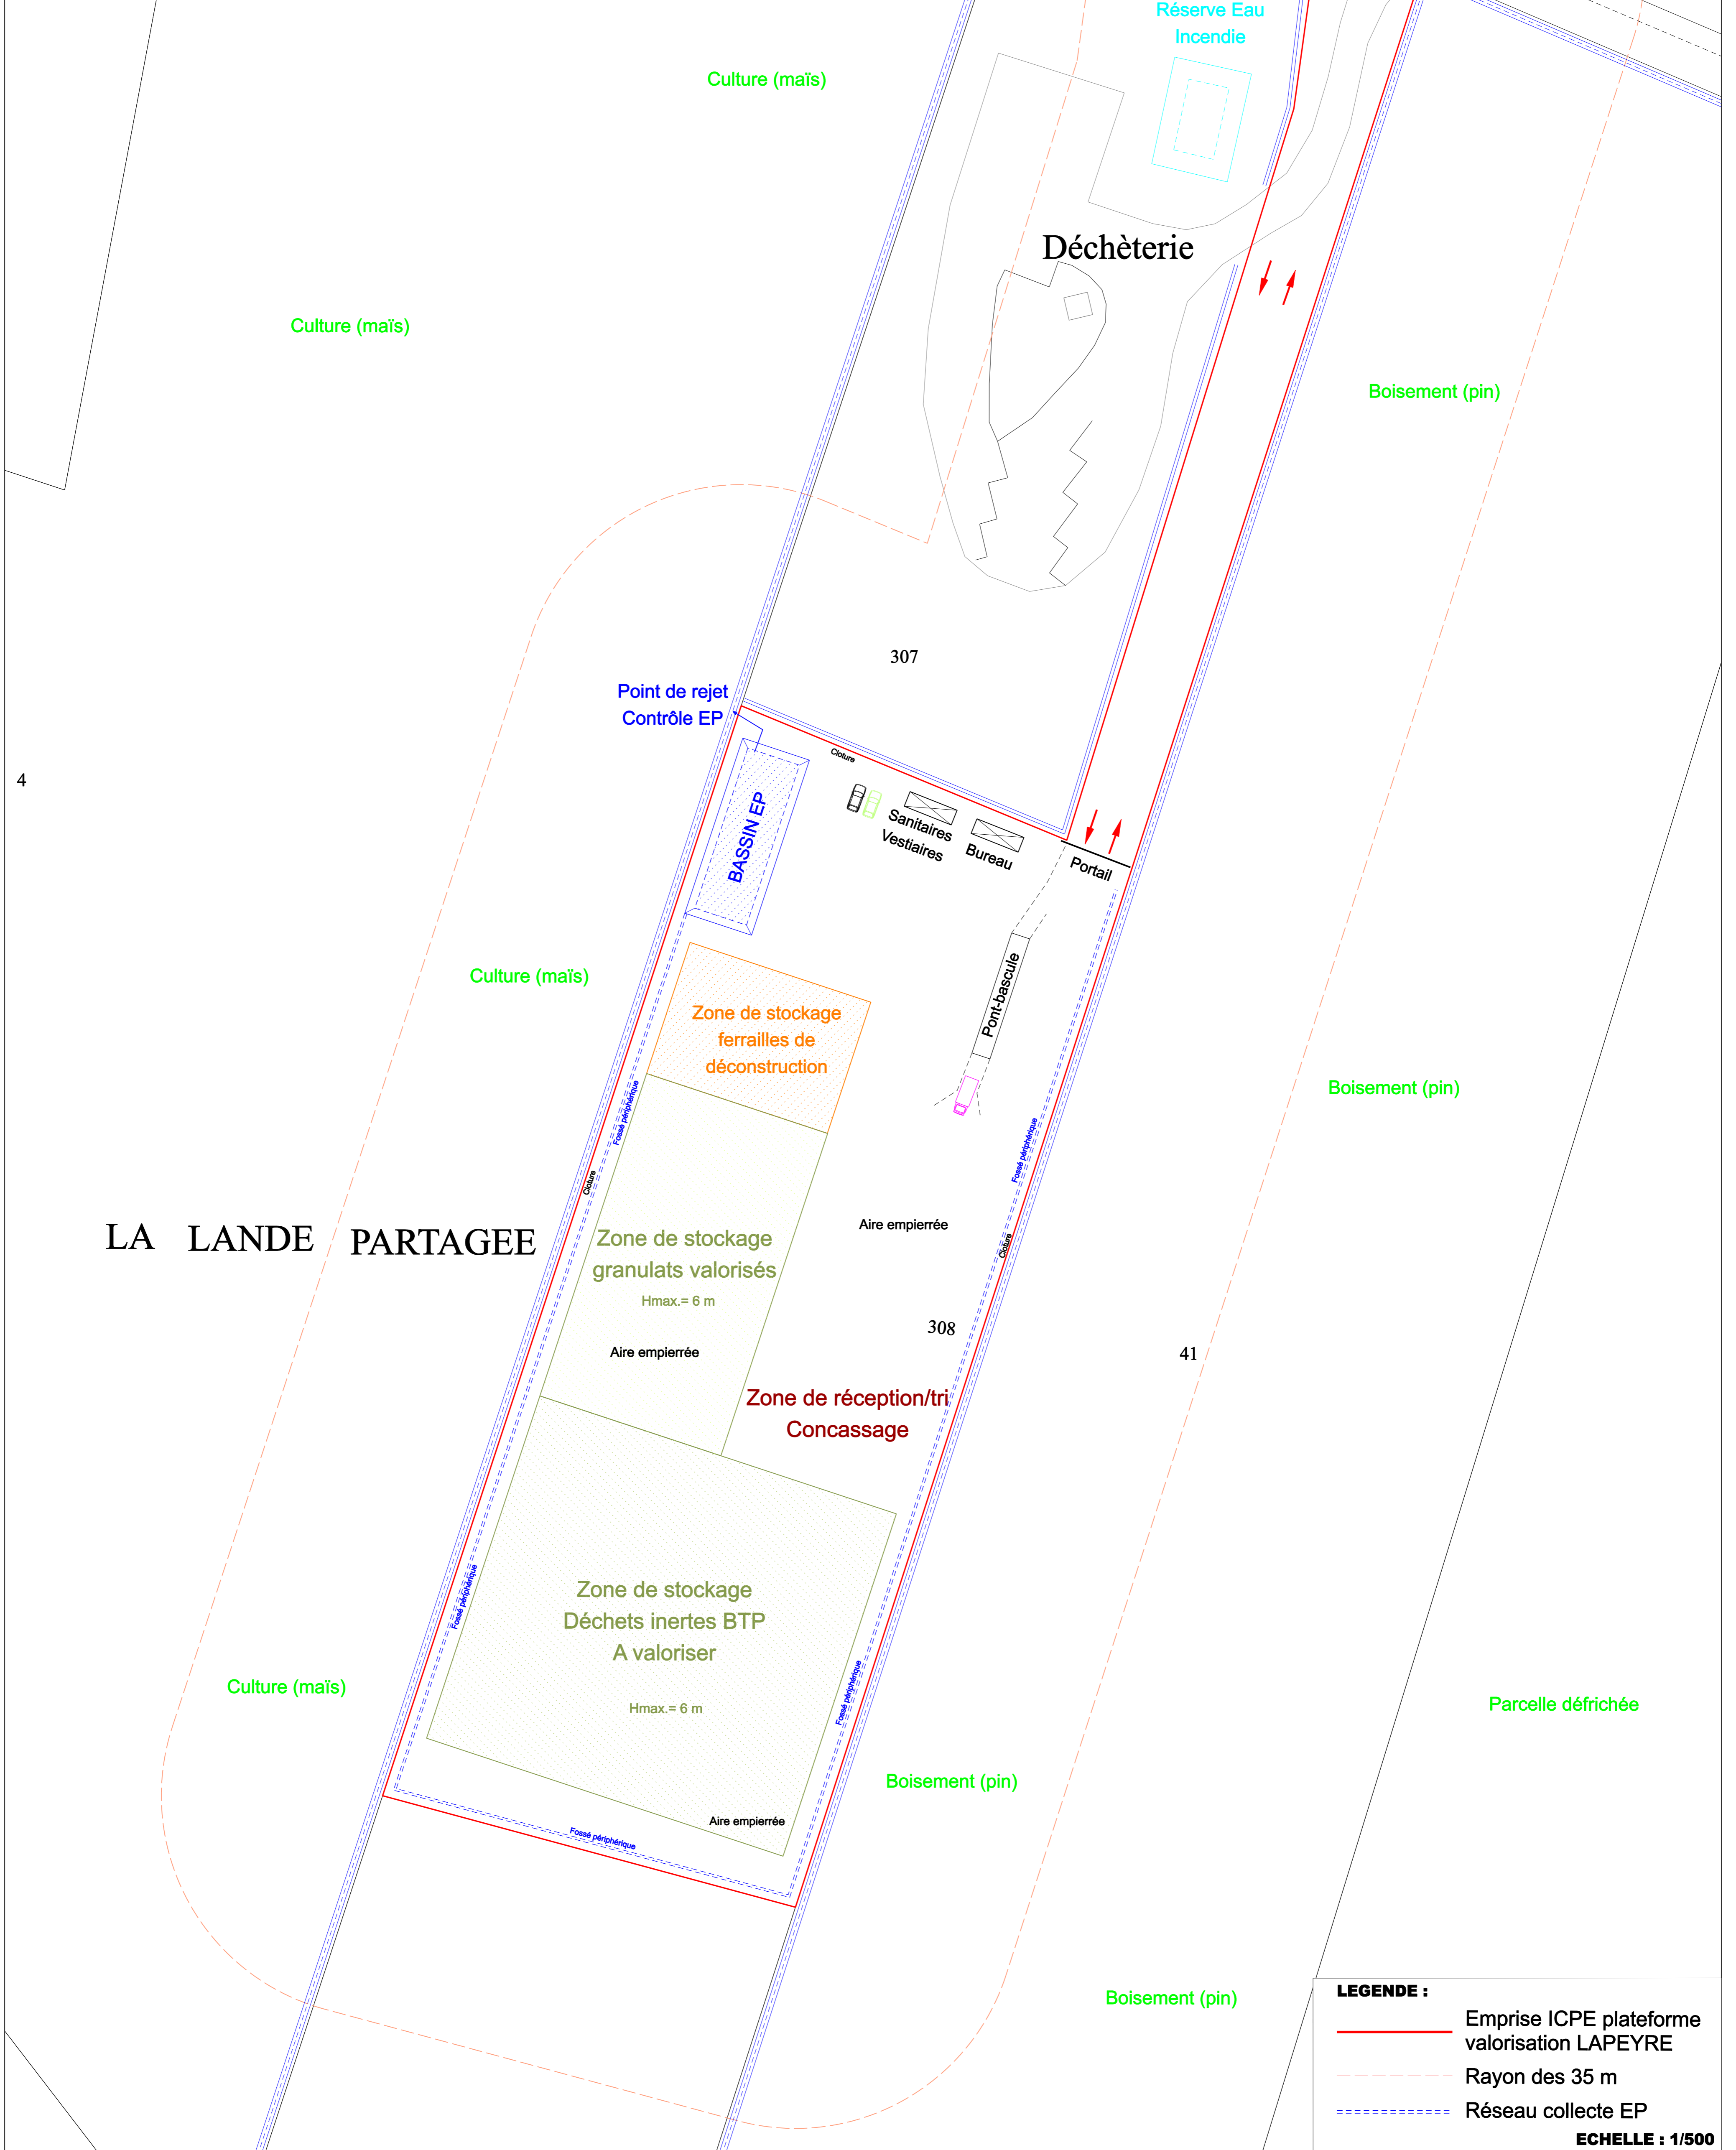 Réserve Eau
Incendie
Culture (maïs)
Déchèterie
Culture (maïs)
Boisement (pin)
307
Point de rejet
Contrôle EP
Cloture
4
BASSIN EP
Sanitaires
Vestiaires
Bureau
Portail
Culture (maïs)
Pont-bascule
Zone de stockage
ferrailles de
déconstruction
Boisement (pin)
Fossé périphérique
Fossé périphérique
Cloture
Aire empierrée
LA LANDE PARTAGEE
Zone de stockage
granulats valorisés
Hmax.= 6 m
Cloture
308
Aire empierrée
41
Zone de réception/tri
Concassage
Fossé périphérique
Zone de stockage
Déchets inertes BTP
A valoriser
Hmax.= 6 m
Fossé périphérique
Culture (maïs)
Parcelle défrichée
Boisement (pin)
Aire empierrée
Fossé périphérique
Boisement (pin)
LEGENDE :
Emprise ICPE plateforme
valorisation LAPEYRE
Rayon des 35 m
Réseau collecte EP
ECHELLE : 1/500